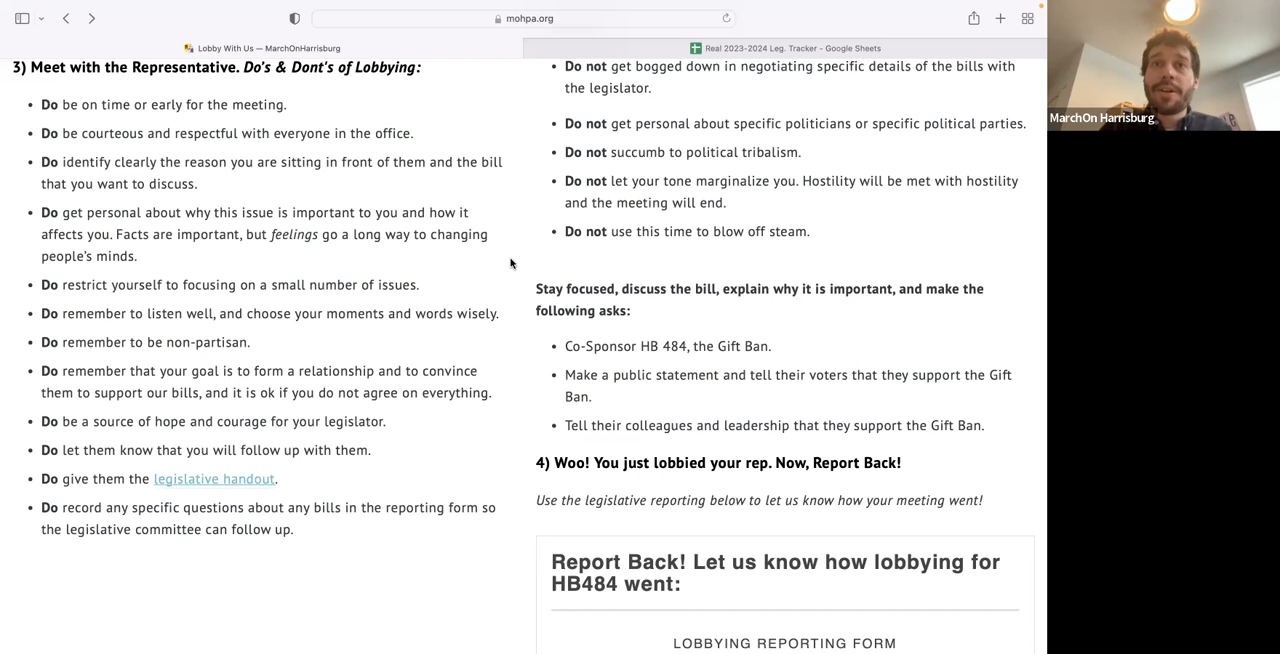 mohpa.org
Lobby With Us — MarchOnHarrisburg
Real 2023-2024 Leg. Tracker - Google Sheets
3) Meet with the Representative. Do's & Dont's of Lobbying:
• Do be on time or early for the meeting.
• Do be courteous and respectful with everyone in the office.
• Do identify clearly the reason you are sitting in front of them and the bill
that you want to discuss.
• Do get personal about why this issue is important to you and how it
affects you. Facts are important, but feelings go a long way to changing
people's minds.
• Do restrict yourself to focusing on a small number of issues.
• Do remember to listen well, and choose your moments and words wisely.
• Do remember to be non-partisan.
• Do remember that your goal is to form a relationship and to convince
them to support our bills, and it is ok if you do not agree on everything.
• Do be a source of hope and courage for your legislator.
• Do let them know that you will follow up with them.
• Do give them the legislative handout.
• Do record any specific questions about any bills in the reporting form so
the legislative committee can follow up.
• Do not get bogged down in negotiating specific details of the bills with
the legislator.
• Do not get personal about specific politicians or specific political parties.
• Do not succumb to political tribalism.
• Do not let your tone marginalize you. Hostility will be met with hostility
and the meeting will end.
• Do not use this time to blow off steam.
Stay focused, discuss the bill, explain why it is important, and make the
following asks:
• Co-Sponsor HB 484, the Gift Ban.
• Make a public statement and tell their voters that they support the Gift
Ban.
• Tell their colleagues and leadership that they support the Gift Ban.
4) Woo! You just lobbied your rep. Now, Report Back!
Use the legislative reporting below to let us know how your meeting went!
Report Back! Let us know how lobbying for
HB484 went:
LOBBYING REPORTING FORM
MarchOn Harrisburg